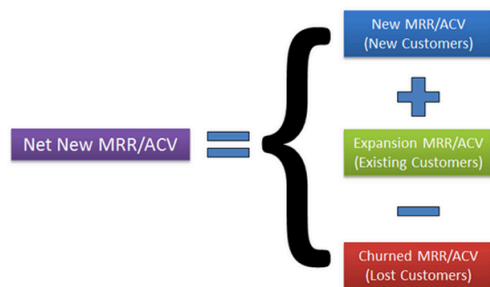 New MRR/ACV
(New Customers)
Net New MRR/ACV
Expansion MRR/ACV
(Existing Customers)
Churned MRR/ACV
(Lost Customers)